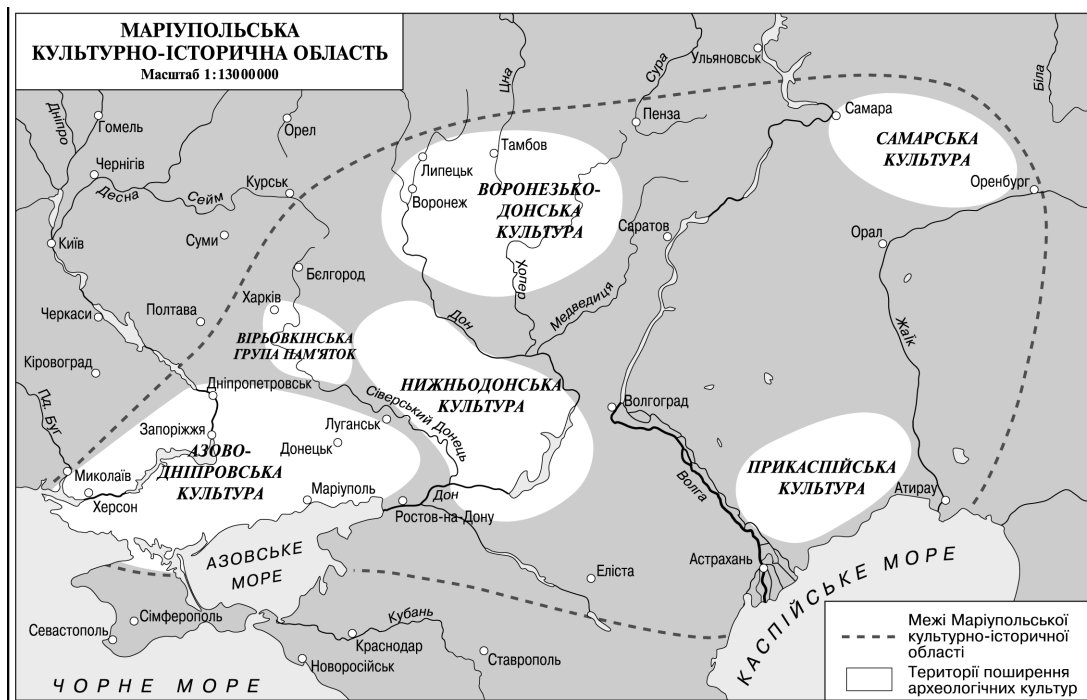 МАРІУПОЛЬСЬКА
КУЛЬТУРНО-ІСТОРИЧНА ОБЛАСТЬ
Масштаб 1:13000000
Ульяновськ
Сура
Цна
Біла
Дніпро
Гомель
Орел
Пенза
Самара
САМАРСЬКА
КУЛЬТУРА
Тамбов
Липецьк
Чернігів
Десна
Сейм
Курськ
Воронеж
ВОРОНЕЗЬКО-
ДОНСЬКА
КУЛЬТУРА
Оренбург
Саратов
Орал
Київ
Суми
Бєлгород
Хопер
Медведиця
Харків
Полтава
Черкаси
Дон
Жаїк
ВІРЬОВКІНСЬКА
ГРУПА ПАМ'ЯТОК
Кіровоград
Дніпропетровськ
НИЖНЬОДОНСЬКА
КУЛЬТУРА
Сіверський Донець
Пд. Буг
Волгоград
Запоріжжя
Луганськ
Донецьк
АЗОВО-
ДНІПРОВСЬКА
КУЛЬТУРА
Миколаїв
Херсон
Маріуполь
Дон
Ростов-на-Дону
Волга
ПРИКАСПІЙСЬКА
КУЛЬТУРА
Атирау
АЗОВСЬКЕ
МОРЕ
Еліста
Астрахань
КАСПІЙСЬКЕ МОРЕ
Сімферополь
Севастополь
Кубань
Краснодар
Новоросійськ
Ставрополь
ЧОРНЕ МОРЕ
Межі Маріупольської
культурно-історичної
області
Території поширення
археологічних культур